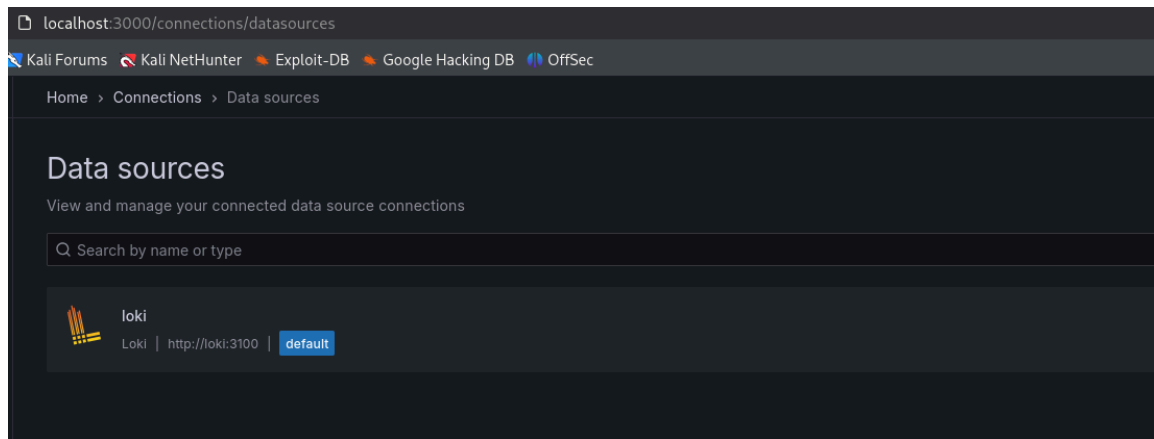 localhost:3000/connections/datasources
Kali Forums Kali NetHunter Exploit-DB Google Hacking DB OffSec
Home › Connections › Data sources
Data sources
View and manage your connected data source connections
Search by name or type
loki
Loki | http://loki:3100 | default